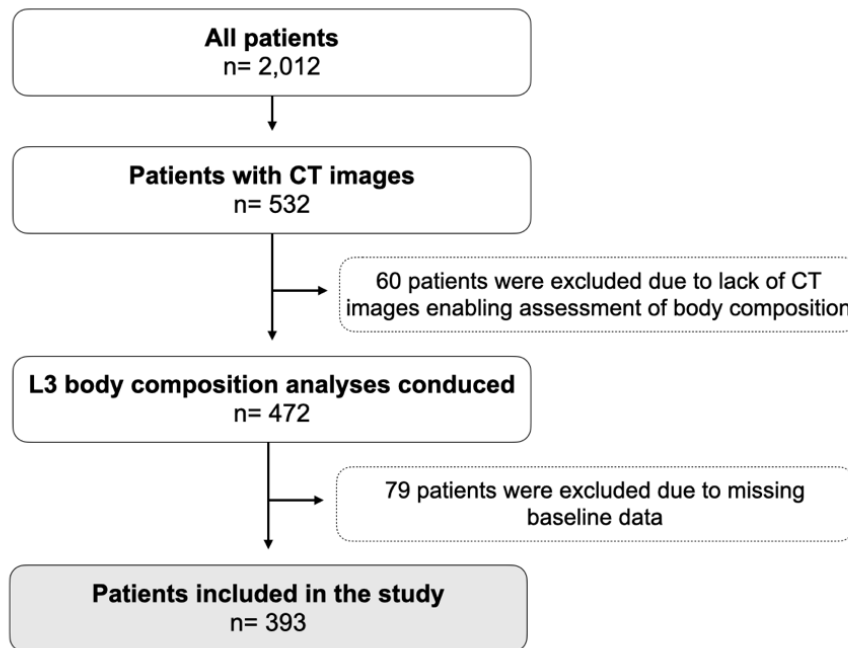 All patients
n= 2,012
Patients with CT images
n= 532
60 patients were excluded due to lack of CT
images enabling assessment of body composition
L3 body composition analyses conduced
n= 472
79 patients were excluded due to missing
baseline data
Patients included in the study
n= 393